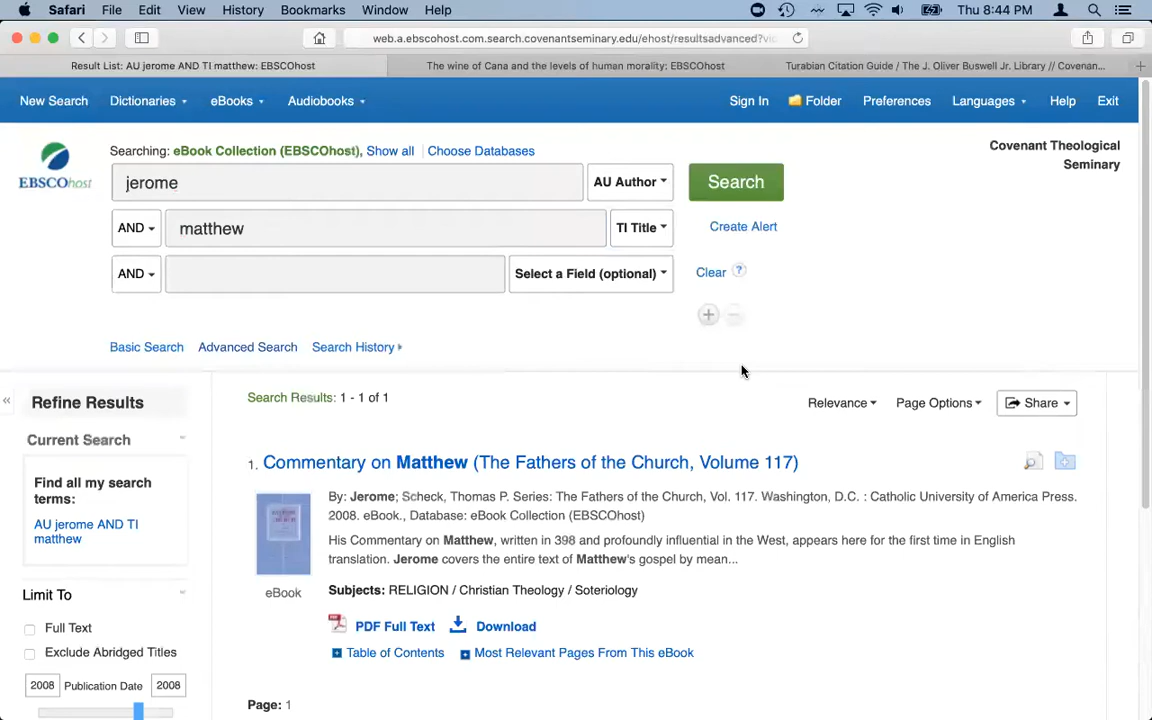 Safari File Edit View History Bookmarks Window Help Thu 8:44 PM
web.a.ebscohost.com.search.covenantseminary.edu/ehost/resultsadvanced?vi
Result List: AU jerome AND TI matthew: EBSCOhost The wine of Cana and the levels of human morality: EBSCOhost Turabian Citation Guide / The J. Oliver Buswell Jr. Library // Covenan...
New Search Dictionaries eBooks Audiobooks Sign In Folder Preferences Languages Help Exit
EBSCOhost
Searching: eBook Collection (EBSCOhost), Show all Choose Databases
Covenant Theological
Seminary
jerome AU Author Search
AND matthew TI Title Create Alert
AND Select a Field (optional) Clear ?
Basic Search Advanced Search Search History
Refine Results
Current Search
Find all my search
terms:
AU jerome AND TI
matthew
Limit To
Full Text
Exclude Abridged Titles
2008 Publication Date 2008
Search Results: 1 - 1 of 1
Relevance Page Options Share
1. Commentary on Matthew (The Fathers of the Church, Volume 117)
By: Jerome; Scheck, Thomas P. Series: The Fathers of the Church, Vol. 117. Washington, D.C. : Catholic University of America Press.
2008. eBook., Database: eBook Collection (EBSCOhost)
His Commentary on Matthew, written in 398 and profoundly influential in the West, appears here for the first time in English
translation. Jerome covers the entire text of Matthew's gospel by mean...
eBook
Subjects: RELIGION / Christian Theology / Soteriology
PDF Full Text Download
Table of Contents Most Relevant Pages From This eBook
Page: 1